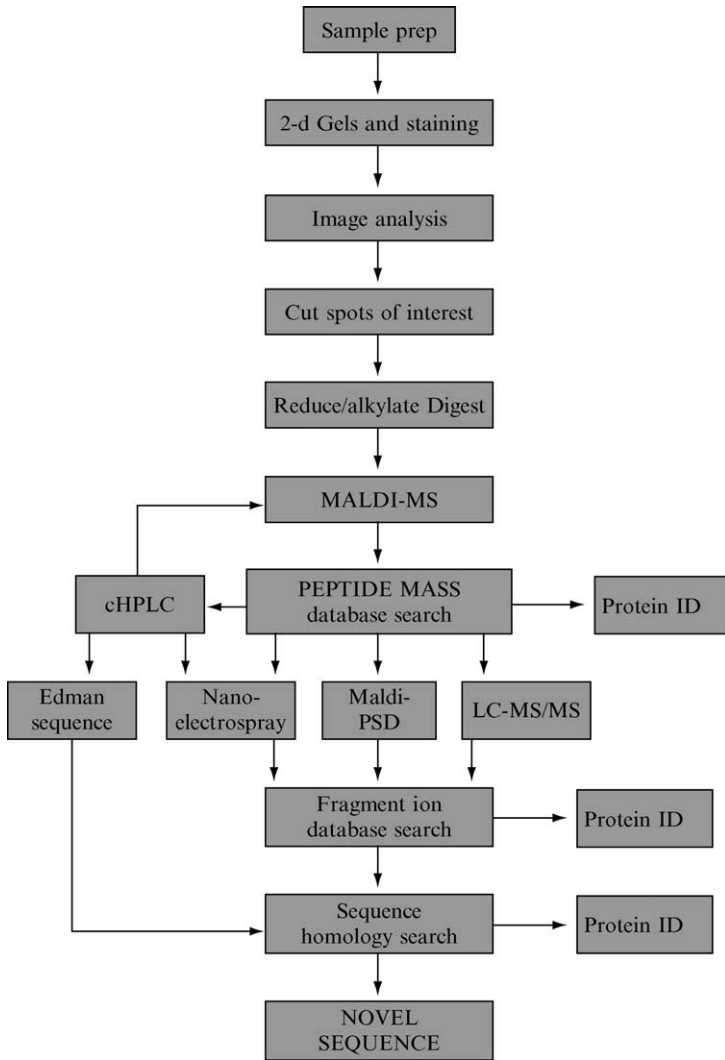 Sample prep
2-d Gels and staining
Image analysis
Cut spots of interest
Reduce/alkylate Digest
MALDI-MS
cHPLC
PEPTIDE MASS
database search
Protein ID
Edman
sequence
Nano-
electrospray
Maldi-
PSD
LC-MS/MS
Fragment ion
database search
Protein ID
Sequence
homology search
Protein ID
NOVEL
SEQUENCE